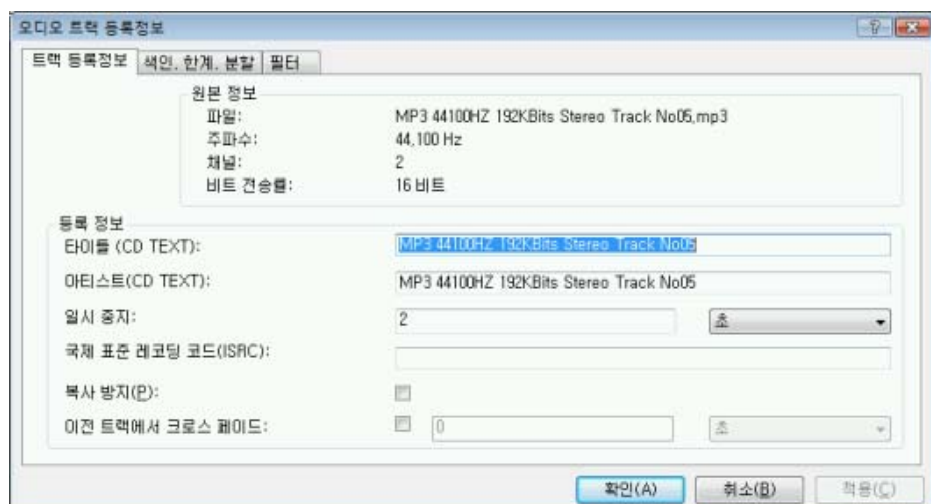 오디오 트랙 등록정보
트랙 등록정보 색인, 한계, 분할 필터
원본 정보
파일: MP3 44100HZ 192KBits Stereo Track No05.mp3
주파수: 44,100 Hz
채널: 2
비트 전송률: 16 비트
등록 정보
타이틀 (CD TEXT): MP3 44100HZ 192KBits Stereo Track No05
아티스트(CD TEXT): MP3 44100HZ 192KBits Stereo Track No05
일시 중지: 2 초
국제 표준 레코딩 코드(ISRC):
복사 방지(P):
이전 트랙에서 크로스 페이드: 0 초
확인(A) 취소(B) 적용(C)